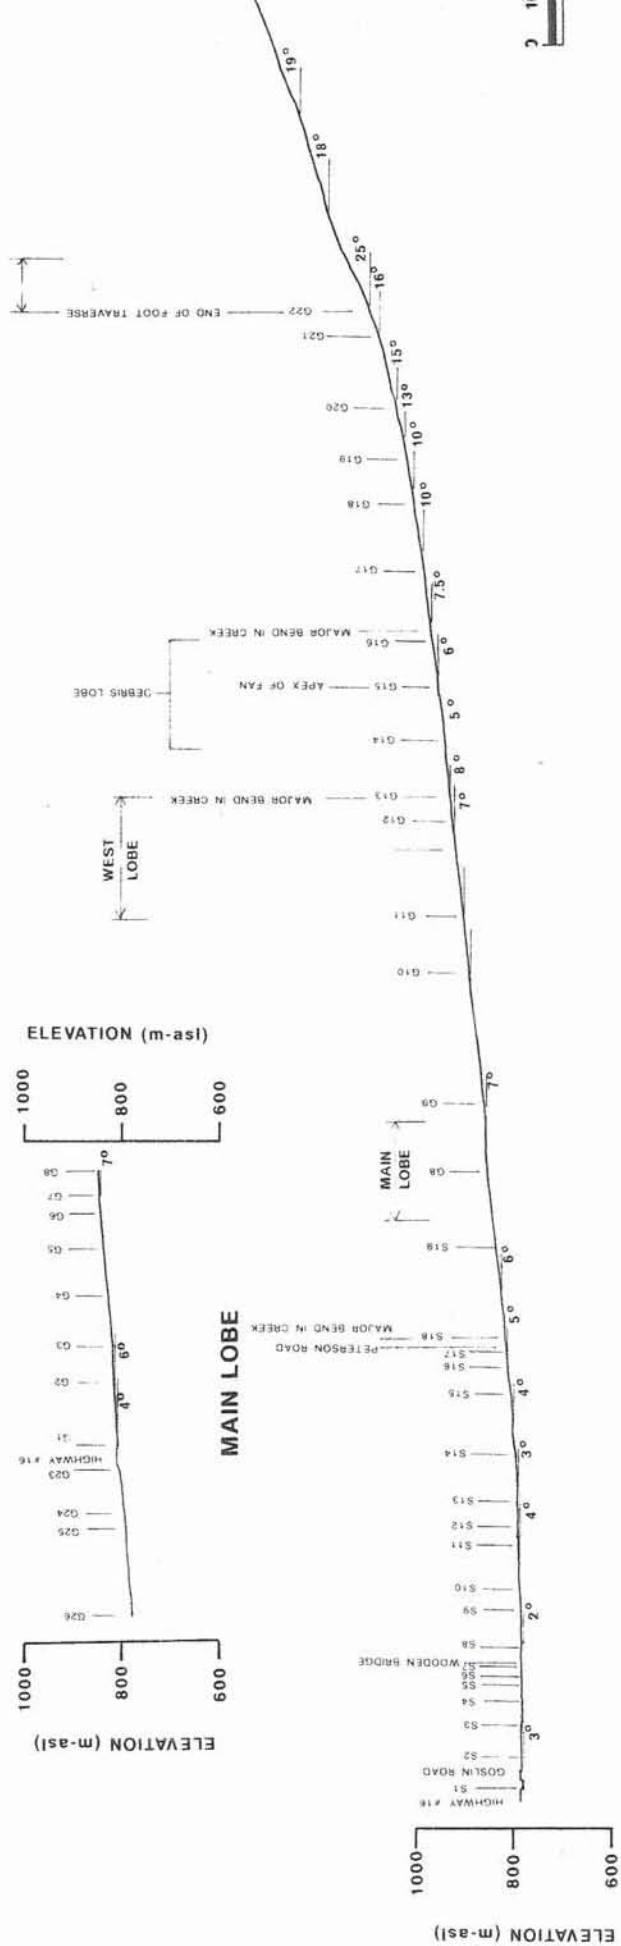 19°
18°
25°
16°
END OF FOOT TRAVERSE
G22
G21
15°
G20
13°
G19
10°
G18
10°
G17
7.5°
MAJOR BEND IN CREEK
G16
6°
DEBRIS LOBE
APEX OF FAN
G15
5°
G14
8°
MAJOR BEND IN CREEK
G13
7°
G12
WEST
LOBE
G11
G10
7°
G9
MAIN
LOBE
G8
S19
6°
5°
MAJOR BEND IN CREEK
S18
PETERSON ROAD
S17
S16
S15
4°
S14
3°
S13
4°
S12
S11
S10
S9
2°
S8
WOODEN BRIDGE
S7
S6
S5
S4
S3
3°
S2
GOSLIN ROAD
S1
HIGHWAY #16
1000
800
600
ELEVATION (m-asl)
ELEVATION (m-asl)
1000
800
600
G8
7°
G7
G6
G5
G4
G3
6°
G2
4°
G1
HIGHWAY #16
G23
G24
G25
G26
MAIN LOBE
1000
800
600
ELEVATION (m-asl)
0